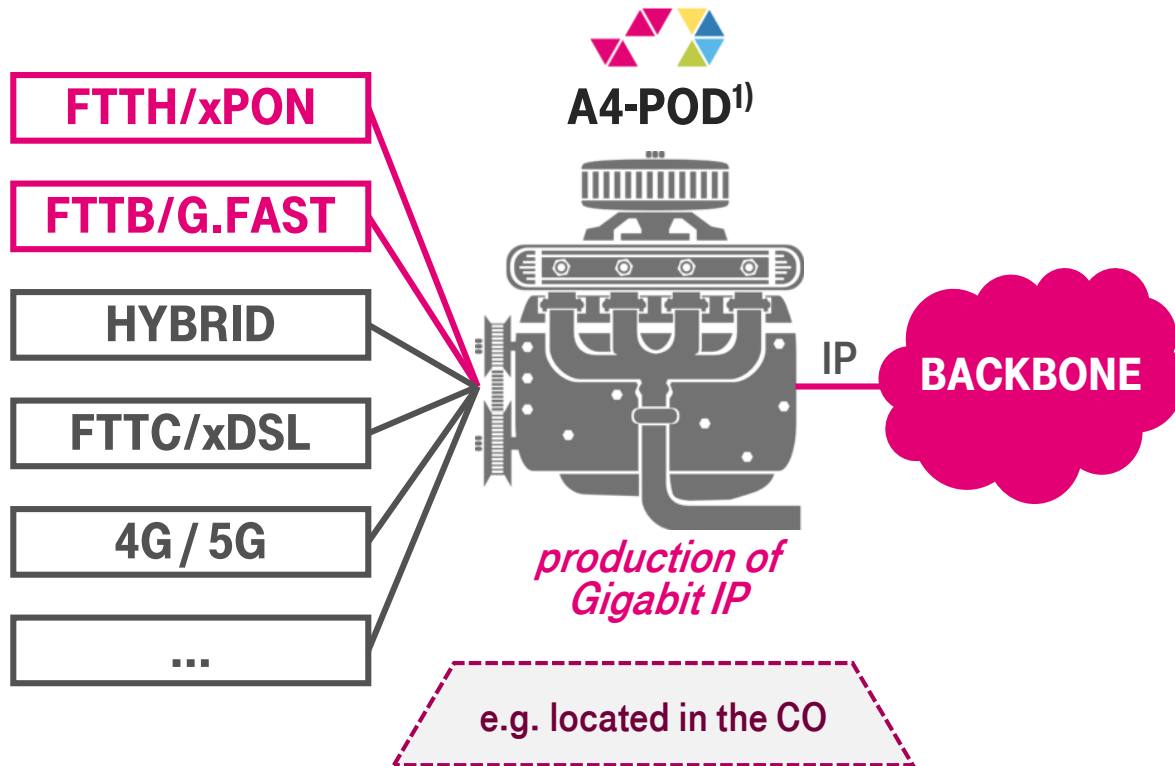 A4-POD¹⁾
FTTH/xPON
FTTB/G.FAST
HYBRID
FTTC/xDSL
4G / 5G
...
IP
BACKBONE
production of
Gigabit IP
e.g. located in the CO